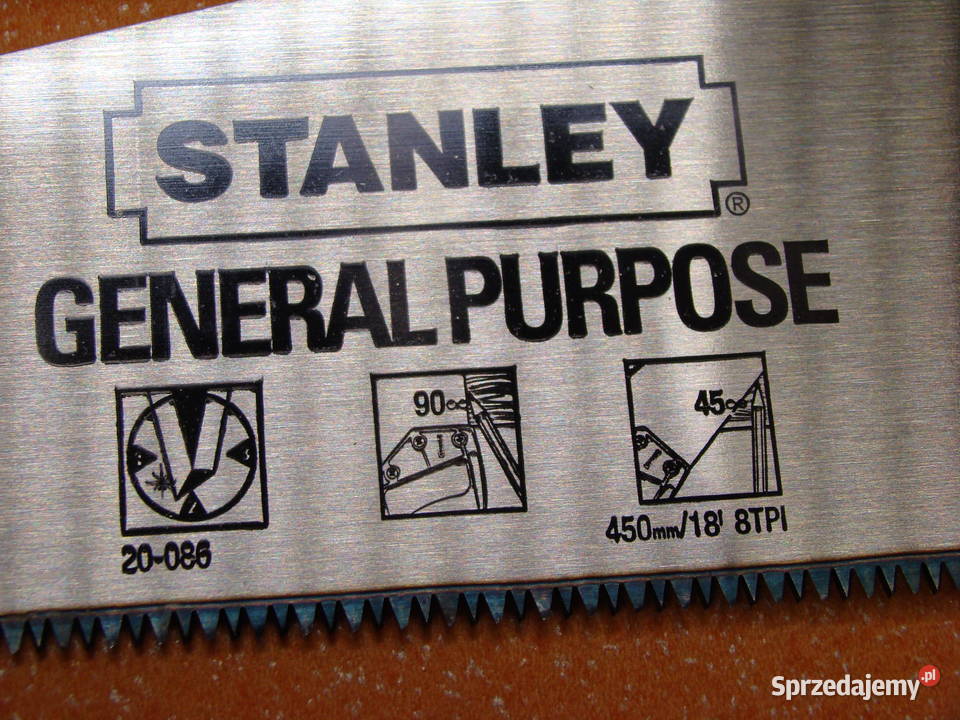 STANLEY
®
GENERAL PURPOSE
90∞
45∞
20-086
450mm/18' 8TPI
Sprzedajemy.pl